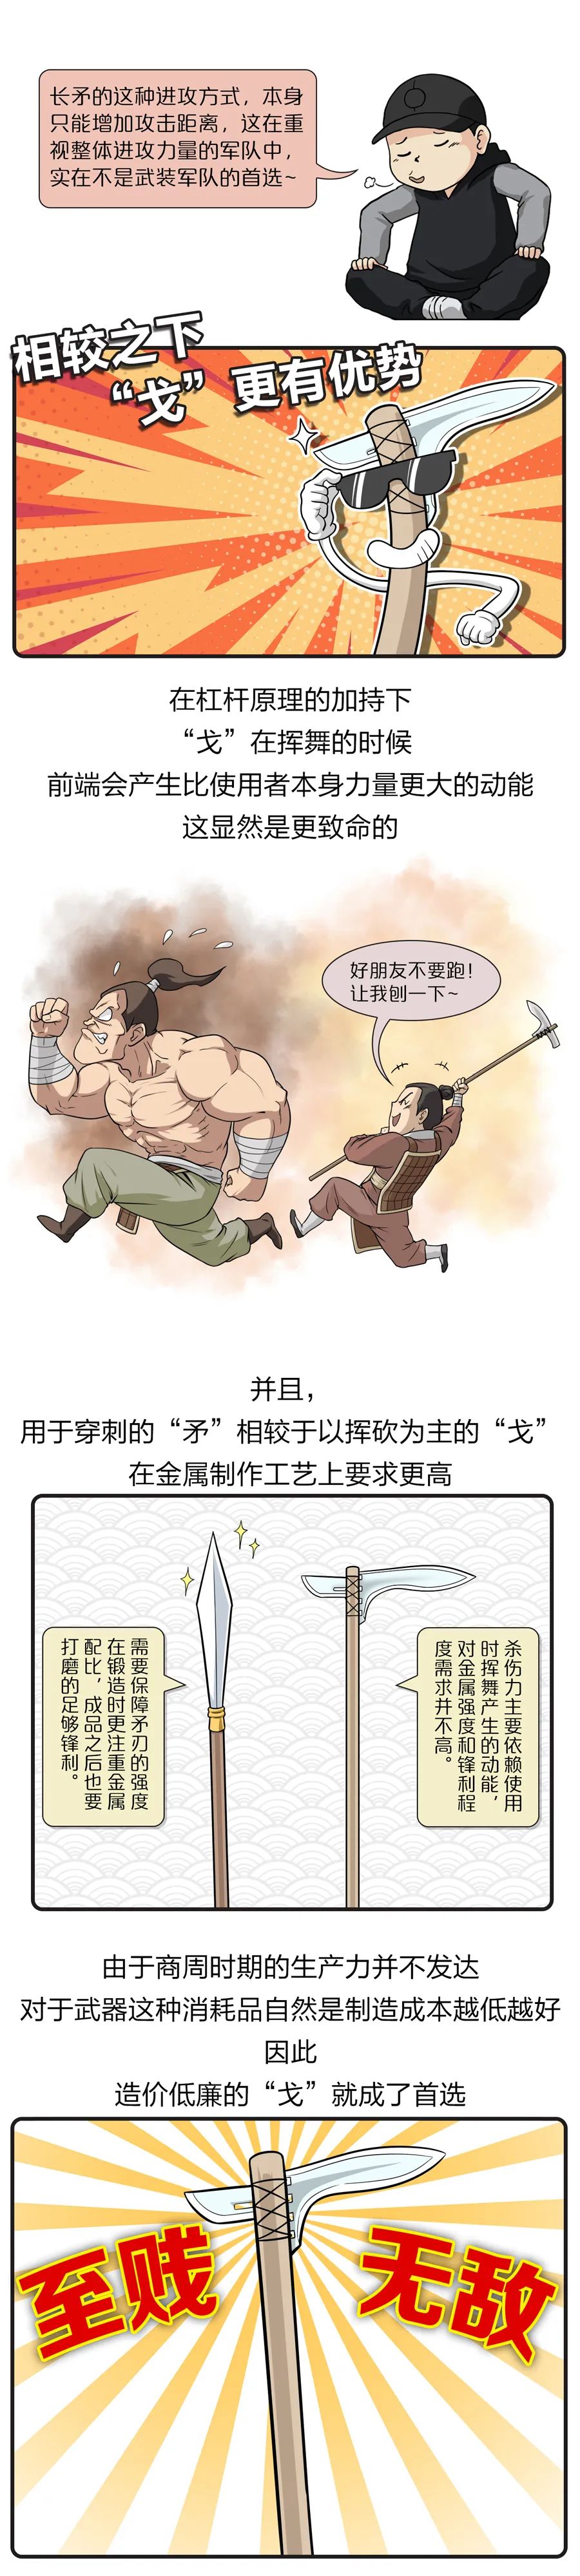 长矛的这种进攻方式，本身
只能增加攻击距离，这在重
视整体进攻力量的军队中，
实在不是武装军队的首选~
相较之下
“戈”更有优势
在杠杆原理的加持下
“戈”在挥舞的时候
前端会产生比使用者本身力量更大的动能
这显然是更致命的
好朋友不要跑！
让我刨一下~
并且，
用于穿刺的“矛”相较于以挥砍为主的“戈”
在金属制作工艺上要求更高
需要保障矛刃的强度
在锻造时更注重金属
配比，成品之后也要
打磨的足够锋利。
杀伤力主要依赖使用
时挥舞产生的动能，
对金属强度和锋利程
度需求并不高。
由于商周时期的生产力并不发达
对于武器这种消耗品自然是制造成本越低越好
因此
造价低廉的“戈”就成了首选
至贱
无敌